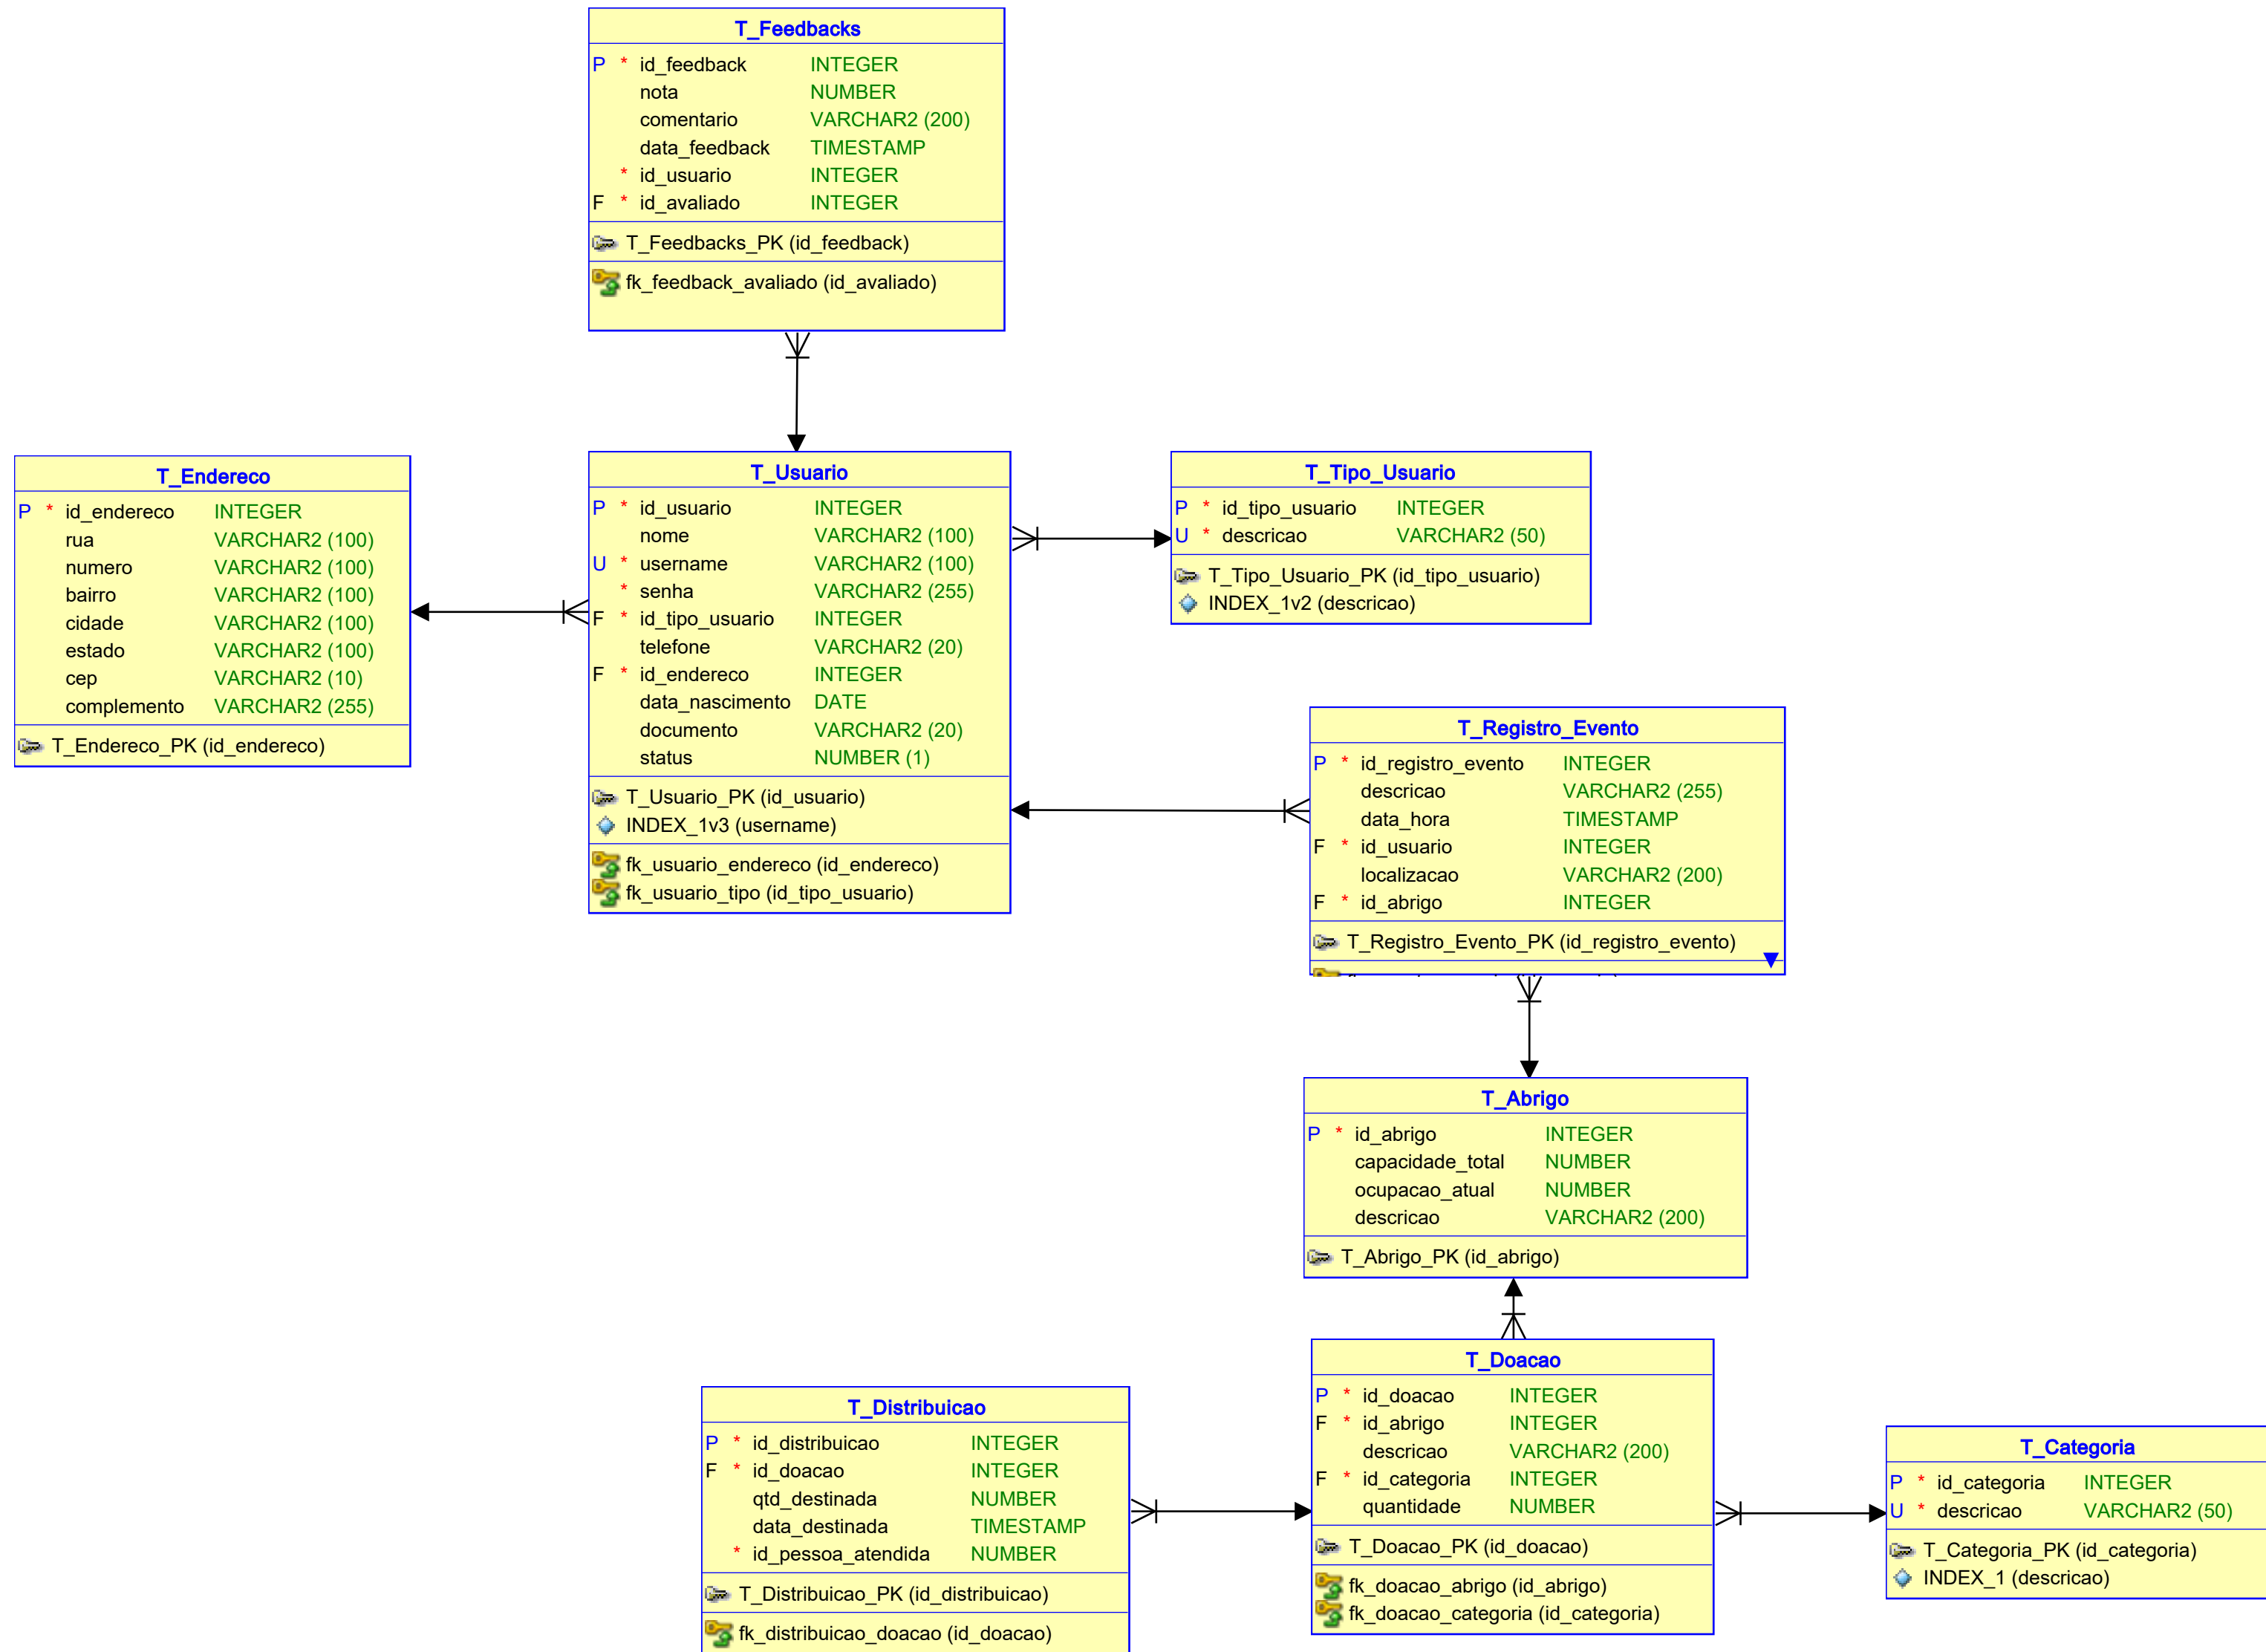 T_Feedbacks
P * id_feedback INTEGER
nota NUMBER
comentario VARCHAR2 (200)
data_feedback TIMESTAMP
* id_usuario INTEGER
F * id_avaliado INTEGER
T_Feedbacks_PK (id_feedback)
fk_feedback_avaliado (id_avaliado)
T_Endereco
P * id_endereco INTEGER
rua VARCHAR2 (100)
numero VARCHAR2 (100)
bairro VARCHAR2 (100)
cidade VARCHAR2 (100)
estado VARCHAR2 (100)
cep VARCHAR2 (10)
complemento VARCHAR2 (255)
T_Endereco_PK (id_endereco)
T_Usuario
P * id_usuario INTEGER
nome VARCHAR2 (100)
U * username VARCHAR2 (100)
* senha VARCHAR2 (255)
F * id_tipo_usuario INTEGER
telefone VARCHAR2 (20)
F * id_endereco INTEGER
data_nascimento DATE
documento VARCHAR2 (20)
status NUMBER (1)
T_Usuario_PK (id_usuario)
INDEX_1v3 (username)
fk_usuario_endereco (id_endereco)
fk_usuario_tipo (id_tipo_usuario)
T_Tipo_Usuario
P * id_tipo_usuario INTEGER
U * descricao VARCHAR2 (50)
T_Tipo_Usuario_PK (id_tipo_usuario)
INDEX_1v2 (descricao)
T_Registro_Evento
P * id_registro_evento INTEGER
descricao VARCHAR2 (255)
data_hora TIMESTAMP
F * id_usuario INTEGER
localizacao VARCHAR2 (200)
F * id_abrigo INTEGER
T_Registro_Evento_PK (id_registro_evento)
T_Abrigo
P * id_abrigo INTEGER
capacidade_total NUMBER
ocupacao_atual NUMBER
descricao VARCHAR2 (200)
T_Abrigo_PK (id_abrigo)
T_Distribuicao
P * id_distribuicao INTEGER
F * id_doacao INTEGER
qtd_destinada NUMBER
data_destinada TIMESTAMP
* id_pessoa_atendida NUMBER
T_Distribuicao_PK (id_distribuicao)
fk_distribuicao_doacao (id_doacao)
T_Doacao
P * id_doacao INTEGER
F * id_abrigo INTEGER
descricao VARCHAR2 (200)
F * id_categoria INTEGER
quantidade NUMBER
T_Doacao_PK (id_doacao)
fk_doacao_abrigo (id_abrigo)
fk_doacao_categoria (id_categoria)
T_Categoria
P * id_categoria INTEGER
U * descricao VARCHAR2 (50)
T_Categoria_PK (id_categoria)
INDEX_1 (descricao)